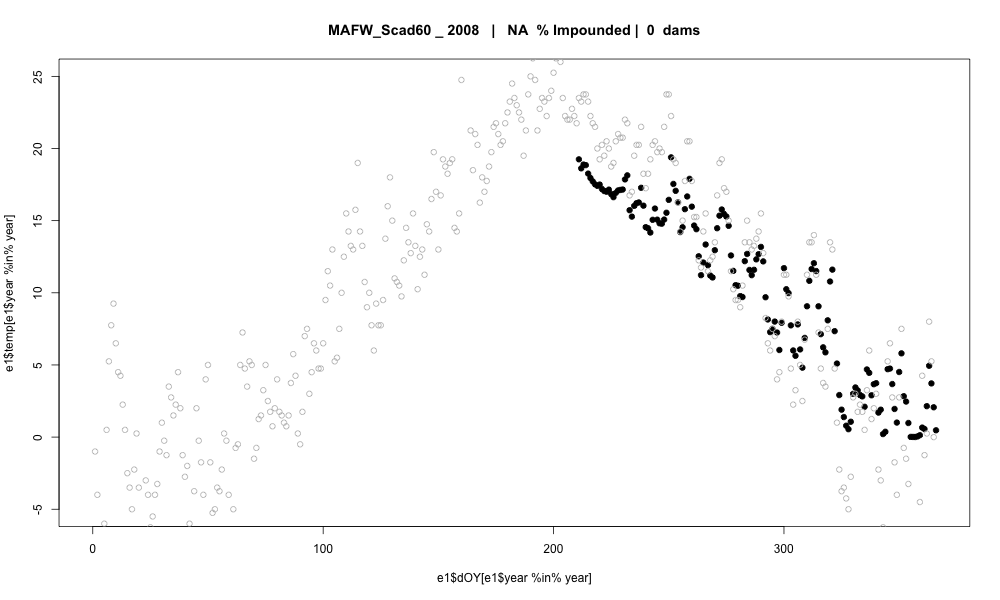 MAFW_Scad60 _ 2008 | NA % Impounded | 0 dams
e1$temp[e1$year %in% year]
25
20
15
10
5
0
-5
0 100 200 300
e1$dOY[e1$year %in% year]